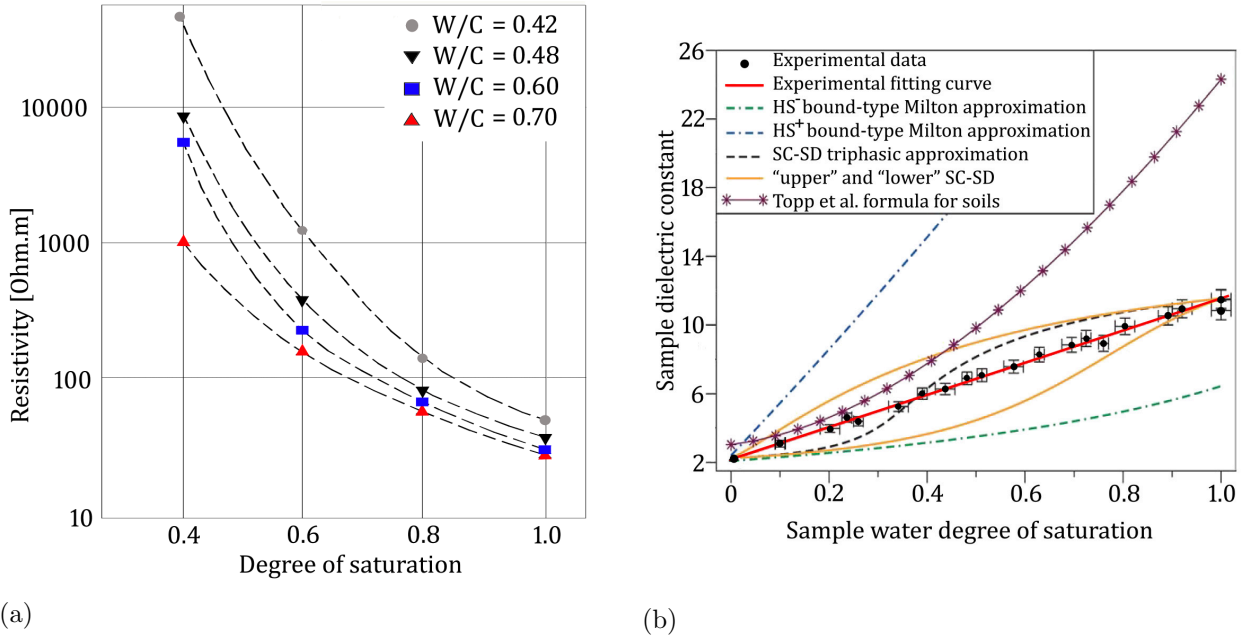 (a)
W/C = 0.42
W/C = 0.48
W/C = 0.60
W/C = 0.70
10000
1000
100
10
Resistivity [Ohm.m]
0.4 0.6 0.8 1.0
Degree of saturation
(a)
Experimental data
Experimental fitting curve
HS⁻ bound-type Milton approximation
HS⁺ bound-type Milton approximation
SC-SD triphasic approximation
“upper” and “lower” SC-SD
Topp et al. formula for soils
26
22
18
14
10
6
2
Sample dielectric constant
0 0.2 0.4 0.6 0.8 1.0
Sample water degree of saturation
(b)